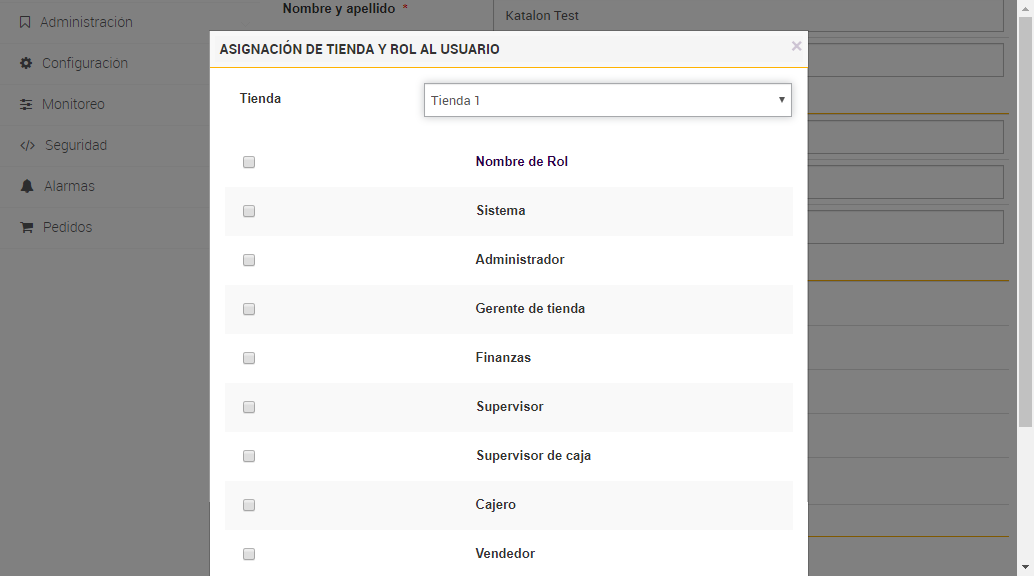 Administración
Configuración
Monitoreo
Seguridad
Alarmas
Pedidos
Nombre y apellido *
Katalon Test
ASIGNACIÓN DE TIENDA Y ROL AL USUARIO
×
Tienda
Tienda 1
Nombre de Rol
Sistema
Administrador
Gerente de tienda
Finanzas
Supervisor
Supervisor de caja
Cajero
Vendedor